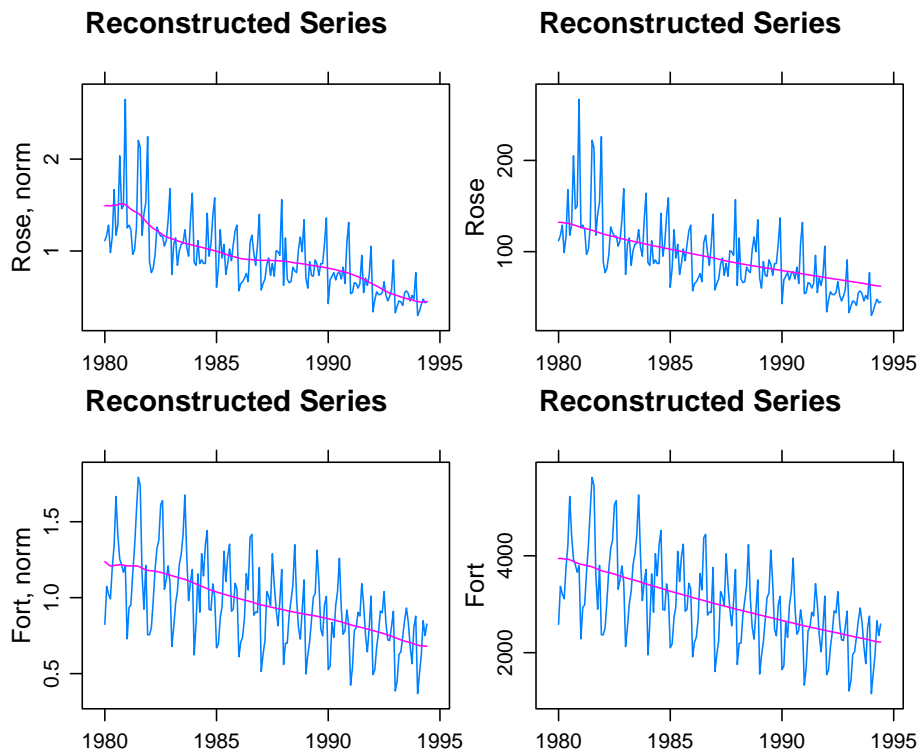 Reconstructed Series
Rose, norm
1
2
1980 1985 1990 1995
Reconstructed Series
Rose
100
200
1980 1985 1990 1995
Reconstructed Series
Fort, norm
0.5
1.0
1.5
1980 1985 1990 1995
Reconstructed Series
Fort
2000
4000
1980 1985 1990 1995